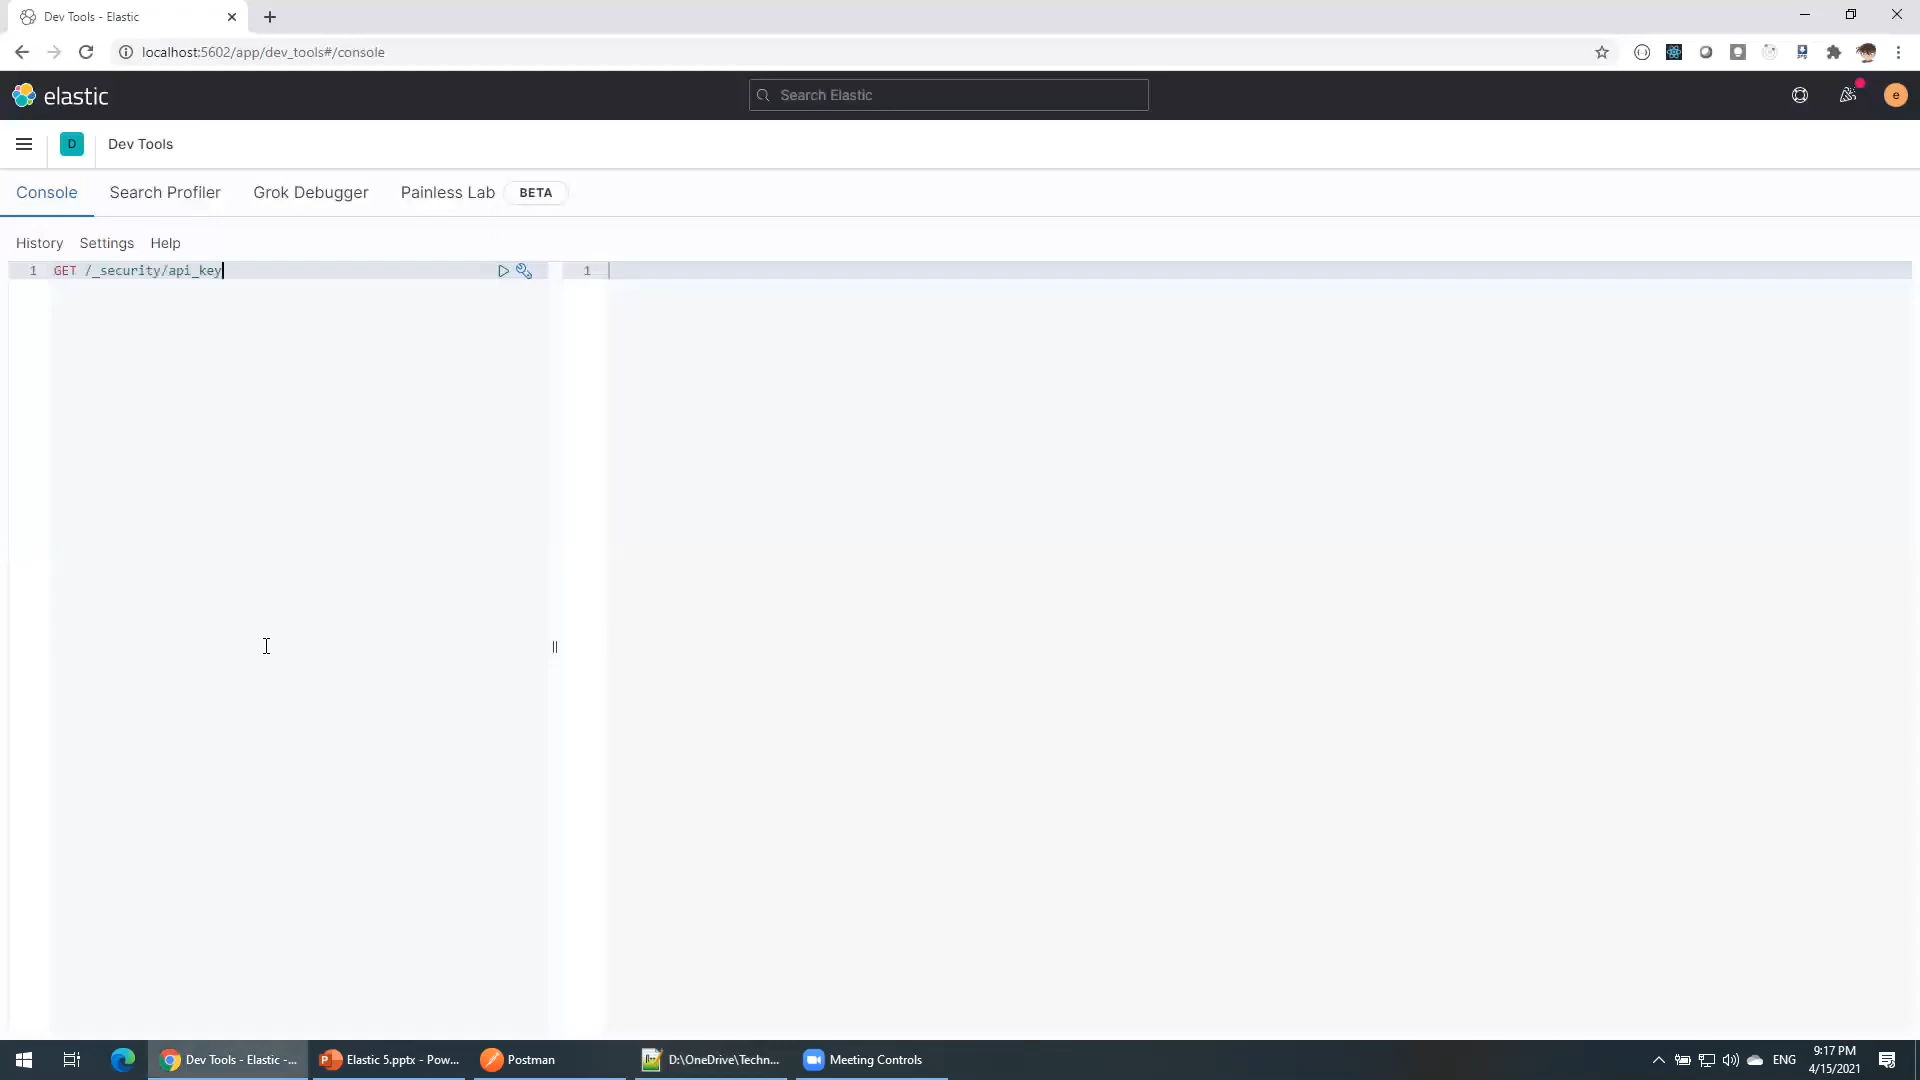 Dev Tools - Elastic
localhost:5602/app/dev_tools#/console
elastic
Search Elastic
e
D
Dev Tools
Console
Search Profiler
Grok Debugger
Painless Lab
BETA
History
Settings
Help
1
GET /_security/api_key
1
Dev Tools - Elastic -...
Elastic 5.pptx - Pow...
Postman
D:\OneDrive\Techn...
Meeting Controls
ENG
9:17 PM
4/15/2021